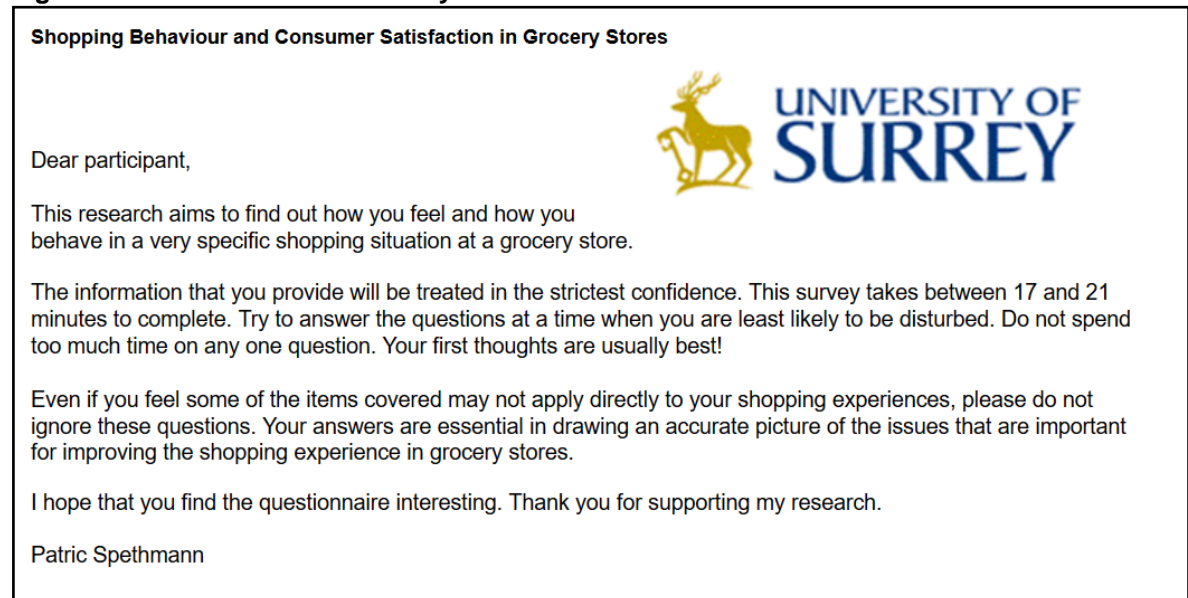 Shopping Behaviour and Consumer Satisfaction in Grocery Stores
UNIVERSITY OF
SURREY
Dear participant,
This research aims to find out how you feel and how you
behave in a very specific shopping situation at a grocery store.
The information that you provide will be treated in the strictest confidence. This survey takes between 17 and 21
minutes to complete. Try to answer the questions at a time when you are least likely to be disturbed. Do not spend
too much time on any one question. Your first thoughts are usually best!
Even if you feel some of the items covered may not apply directly to your shopping experiences, please do not
ignore these questions. Your answers are essential in drawing an accurate picture of the issues that are important
for improving the shopping experience in grocery stores.
I hope that you find the questionnaire interesting. Thank you for supporting my research.
Patric Spethmann